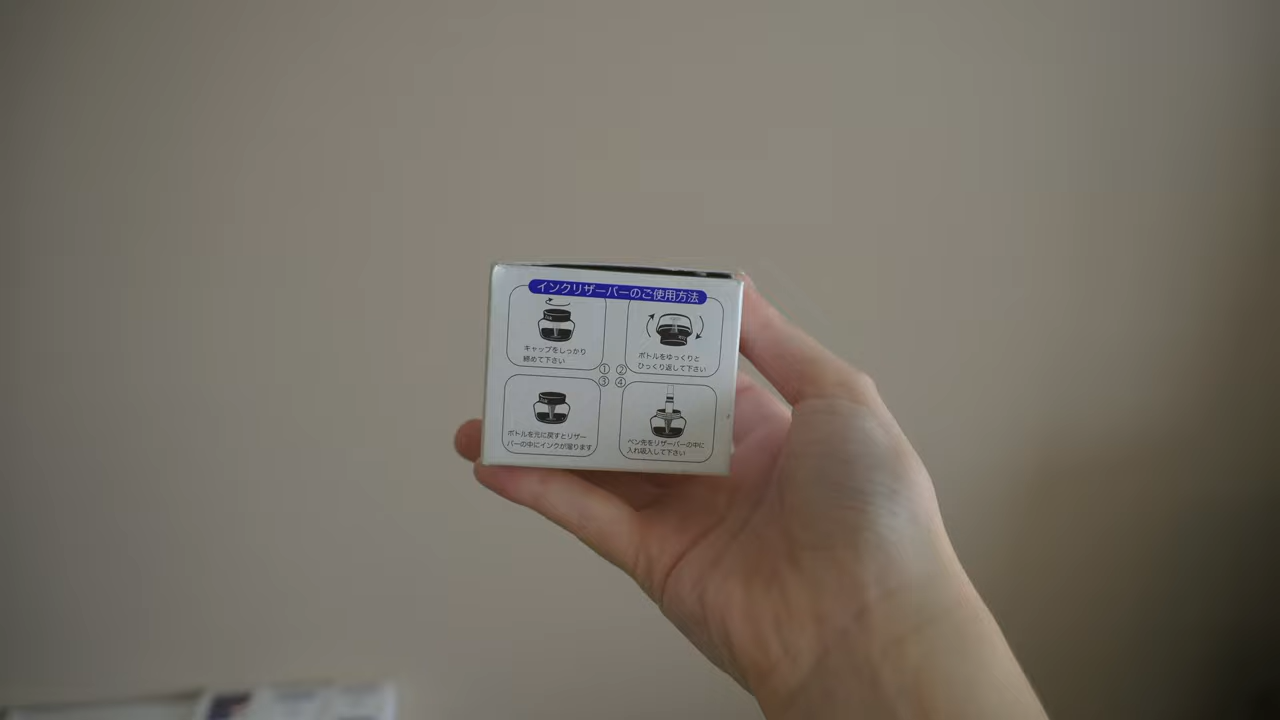 インクリザーバーのご使用方法
キャップをしっかり
締めて下さい
ボトルをゆっくりと
ひっくり返して下さい
① ②
③ ④
ボトルを元に戻すとリザー
バーの中にインクが溜ります
ペン先をリザーバーの中に
入れ吸入して下さい